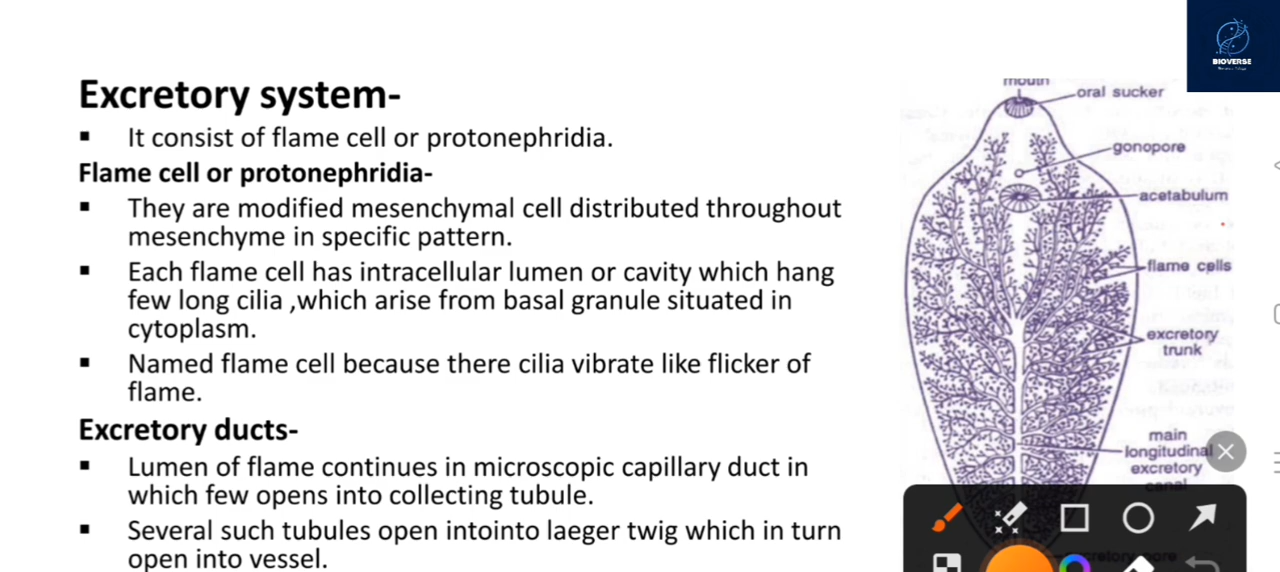 BIOVERSE
Excretory system-
▪ It consist of flame cell or protonephridia.
Flame cell or protonephridia-
▪ They are modified mesenchymal cell distributed throughout
mesenchyme in specific pattern.
▪ Each flame cell has intracellular lumen or cavity which hang
few long cilia ,which arise from basal granule situated in
cytoplasm.
▪ Named flame cell because there cilia vibrate like flicker of
flame.
Excretory ducts-
▪ Lumen of flame continues in microscopic capillary duct in
which few opens into collecting tubule.
▪ Several such tubules open intointo laeger twig which in turn
open into vessel.
mouth
oral sucker
gonopore
acetabulum
flame cells
excretory
trunk
main
longitudinal
excretory
canal